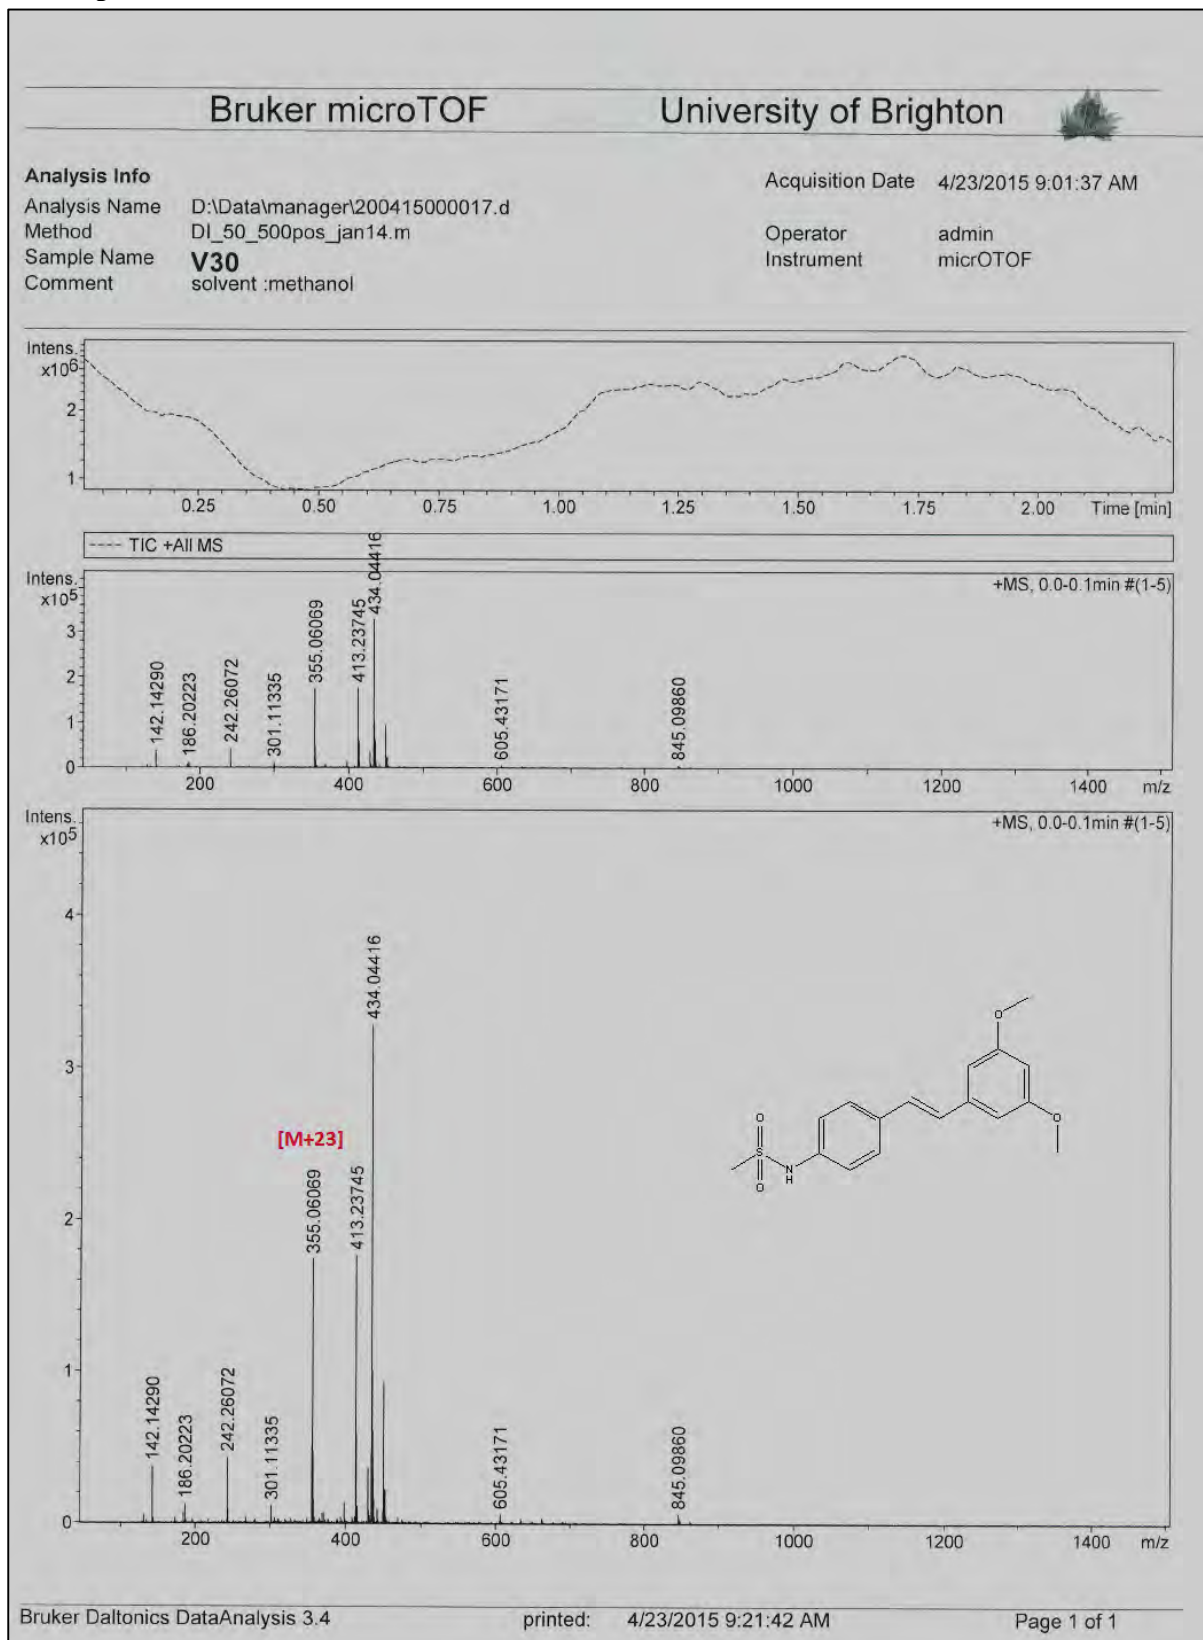 Bruker microTOF University of Brighton
Analysis Info
Acquisition Date 4/23/2015 9:01:37 AM
Analysis Name D:\Data\manager\200415000017.d
Method DI_50_500pos_jan14.m
Operator admin
Sample Name V30
Instrument micrOTOF
Comment solvent :methanol
Intens.
x10⁶
2
1
0.25 0.50 0.75 1.00 1.25 1.50 1.75 2.00 Time [min]
---- TIC +All MS
Intens.
x10⁵
+MS, 0.0-0.1min #(1-5)
3
2
1
0
142.14290
186.20223
242.26072
301.11335
355.06069
413.23745
434.04416
605.43171
845.09860
200 400 600 800 1000 1200 1400 m/z
Intens.
x10⁵
+MS, 0.0-0.1min #(1-5)
4
3
2
1
0
[M+23]
142.14290
186.20223
242.26072
301.11335
355.06069
413.23745
434.04416
605.43171
845.09860
O
O
O
S
N
H
O
200 400 600 800 1000 1200 1400 m/z
Bruker Daltonics DataAnalysis 3.4 printed: 4/23/2015 9:21:42 AM Page 1 of 1